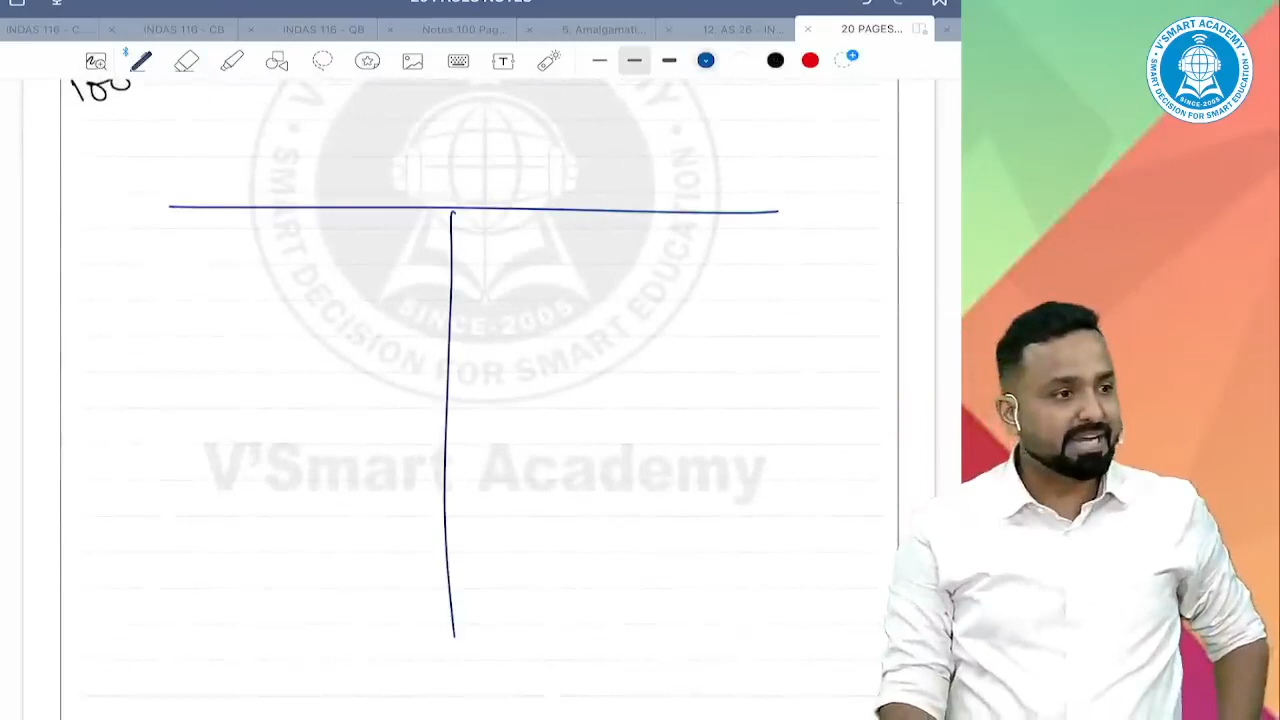 INDAS 116 - C...
INDAS 116 - CB
INDAS 116 - QB
Notes 100 Pag...
5. Amalgamati...
12. AS 26 - IN...
20 PAGES...
T
SINCE-2005
SMART DECISION FOR SMART EDUCATION
V'Smart Academy
V'SMART ACADEMY
SMART DECISION FOR SMART EDUCATION
SINCE-2005